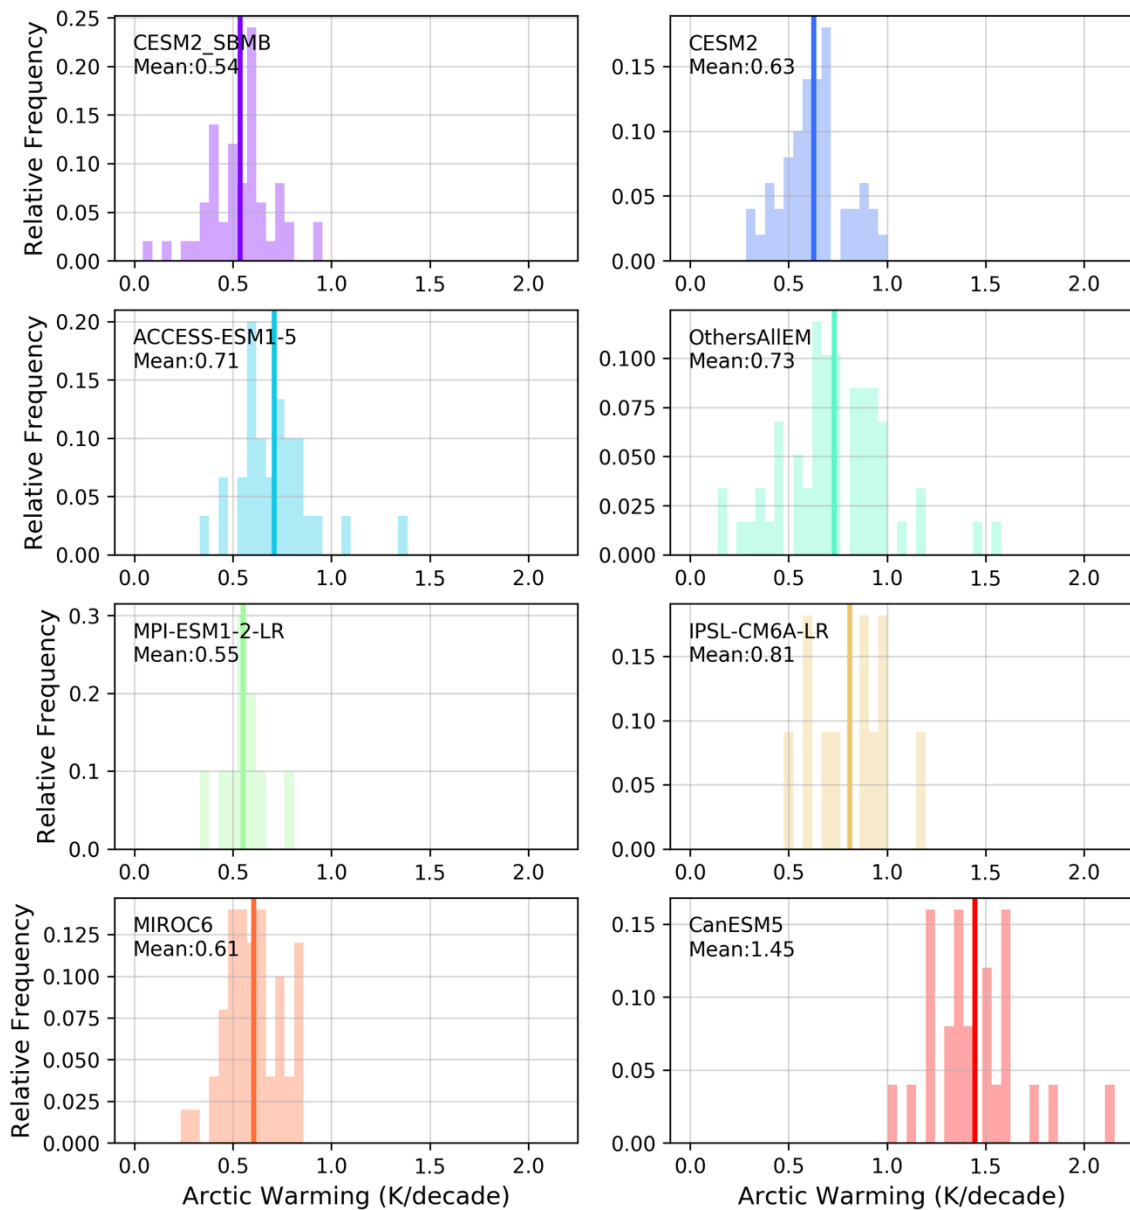 CESM2_SBMB
Mean:0.54
Relative Frequency
0.25
0.20
0.15
0.10
0.05
0.00
0.0 0.5 1.0 1.5 2.0
CESM2
Mean:0.63
0.15
0.10
0.05
0.00
0.0 0.5 1.0 1.5 2.0
ACCESS-ESM1-5
Mean:0.71
Relative Frequency
0.20
0.15
0.10
0.05
0.00
0.0 0.5 1.0 1.5 2.0
OthersAllEM
Mean:0.73
0.100
0.075
0.050
0.025
0.000
0.0 0.5 1.0 1.5 2.0
MPI-ESM1-2-LR
Mean:0.55
Relative Frequency
0.3
0.2
0.1
0.0
0.0 0.5 1.0 1.5 2.0
IPSL-CM6A-LR
Mean:0.81
0.15
0.10
0.05
0.00
0.0 0.5 1.0 1.5 2.0
MIROC6
Mean:0.61
Relative Frequency
0.125
0.100
0.075
0.050
0.025
0.000
0.0 0.5 1.0 1.5 2.0
Arctic Warming (K/decade)
CanESM5
Mean:1.45
0.15
0.10
0.05
0.00
0.0 0.5 1.0 1.5 2.0
Arctic Warming (K/decade)